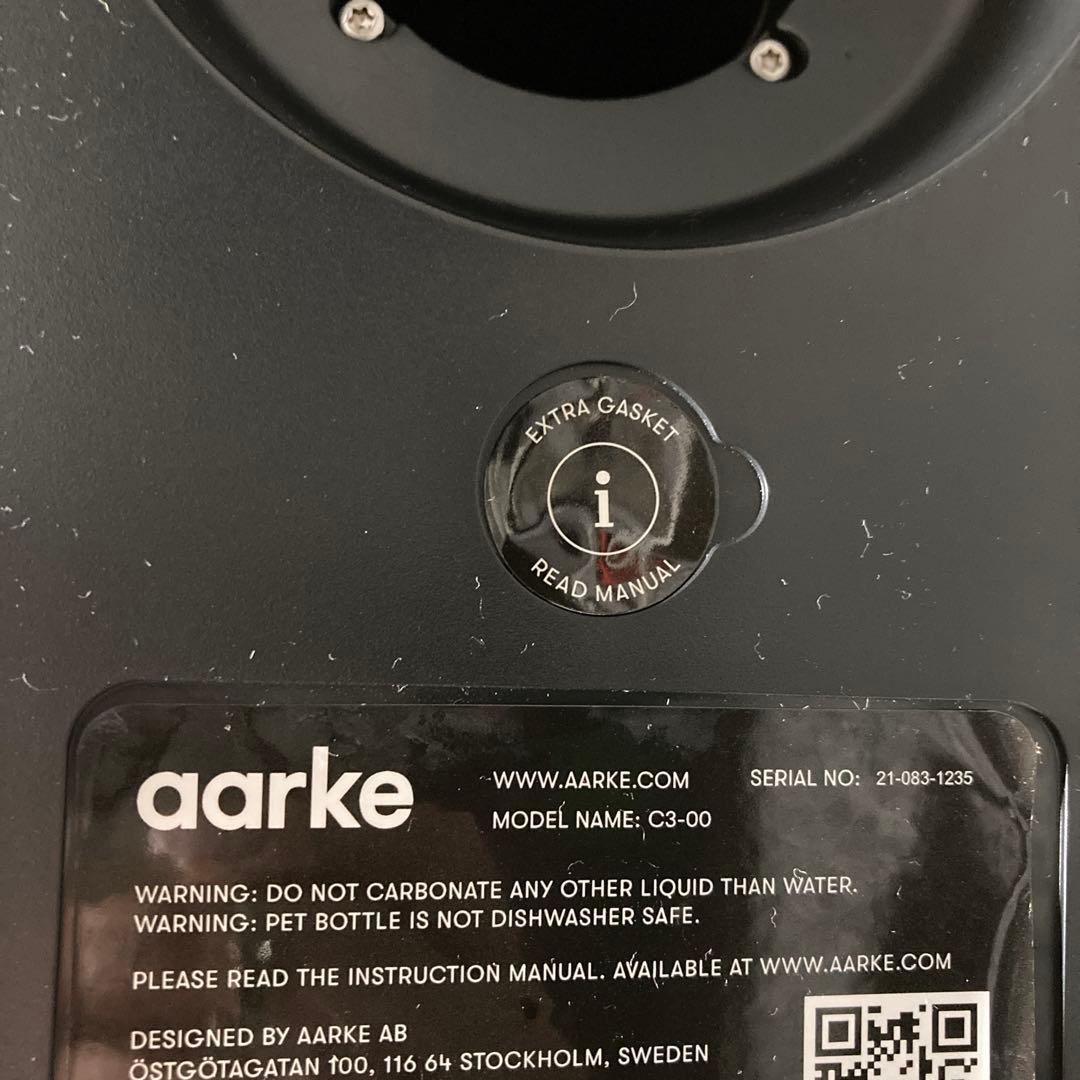 EXTRA GASKET
i
READ MANUAL
aarke
WWW.AARKE.COM
MODEL NAME: C3-00
SERIAL NO: 21-083-1235
WARNING: DO NOT CARBONATE ANY OTHER LIQUID THAN WATER.
WARNING: PET BOTTLE IS NOT DISHWASHER SAFE.
PLEASE READ THE INSTRUCTION MANUAL. AVAILABLE AT WWW.AARKE.COM
DESIGNED BY AARKE AB
ÖSTGÖTAGATAN 100, 116 64 STOCKHOLM, SWEDEN